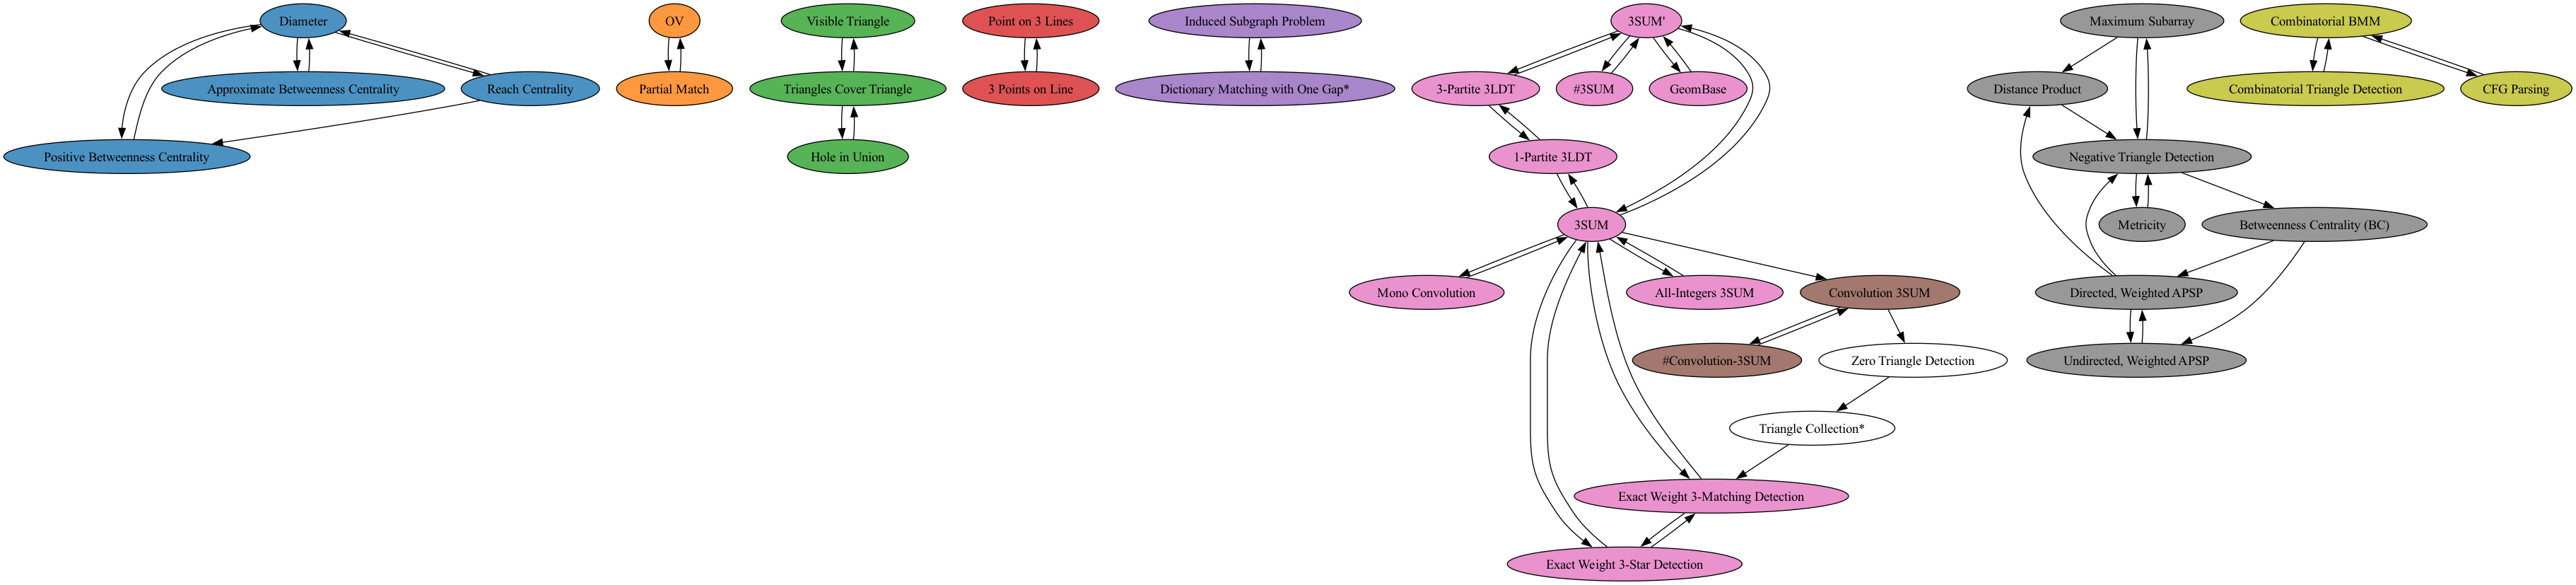 Diameter
OV
Visible Triangle
Point on 3 Lines
Induced Subgraph Problem
3SUM'
Maximum Subarray
Combinatorial BMM
Approximate Betweenness Centrality
Reach Centrality
Partial Match
Triangles Cover Triangle
3 Points on Line
Dictionary Matching with One Gap*
3-Partite 3LDT
#3SUM
GeomBase
Distance Product
Combinatorial Triangle Detection
CFG Parsing
Positive Betweenness Centrality
Hole in Union
1-Partite 3LDT
Negative Triangle Detection
3SUM
Metricity
Betweenness Centrality (BC)
Mono Convolution
All-Integers 3SUM
Convolution 3SUM
Directed, Weighted APSP
#Convolution-3SUM
Zero Triangle Detection
Undirected, Weighted APSP
Triangle Collection*
Exact Weight 3-Matching Detection
Exact Weight 3-Star Detection